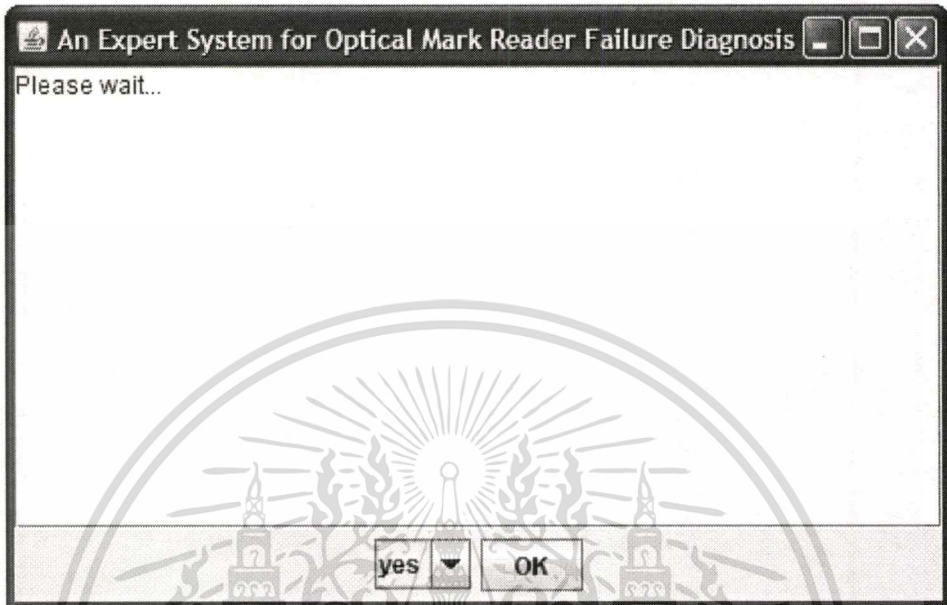 An Expert System for Optical Mark Reader Failure Diagnosis
Please wait...
yes OK